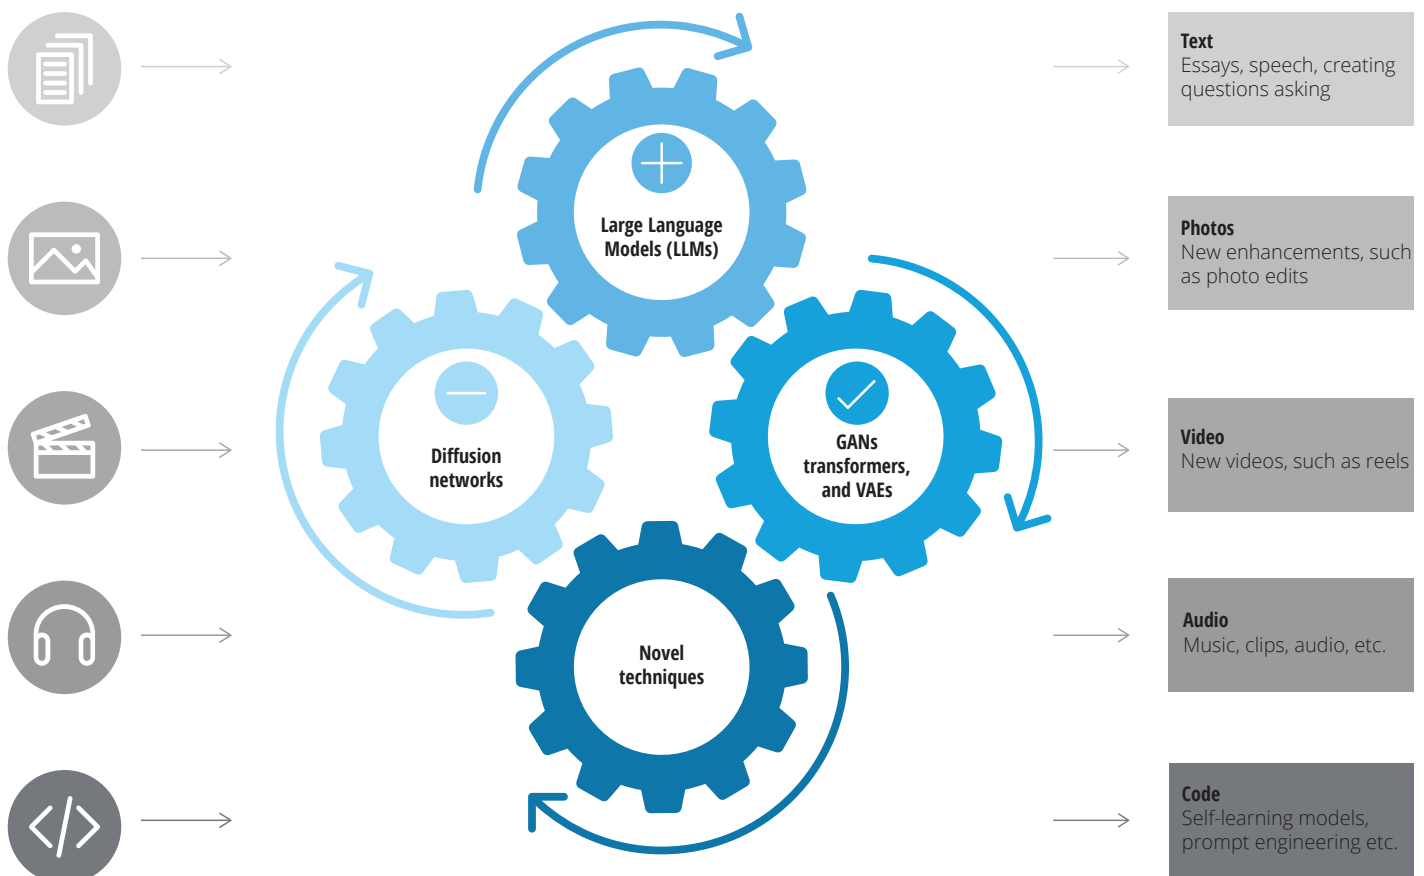 Text
Essays, speech, creating
questions asking
Large Language
Models (LLMs)
Photos
New enhancements, such
as photo edits
Diffusion
networks
GANs
transformers,
and VAEs
Video
New videos, such as reels
Novel
techniques
Audio
Music, clips, audio, etc.
Code
Self-learning models,
prompt engineering etc.